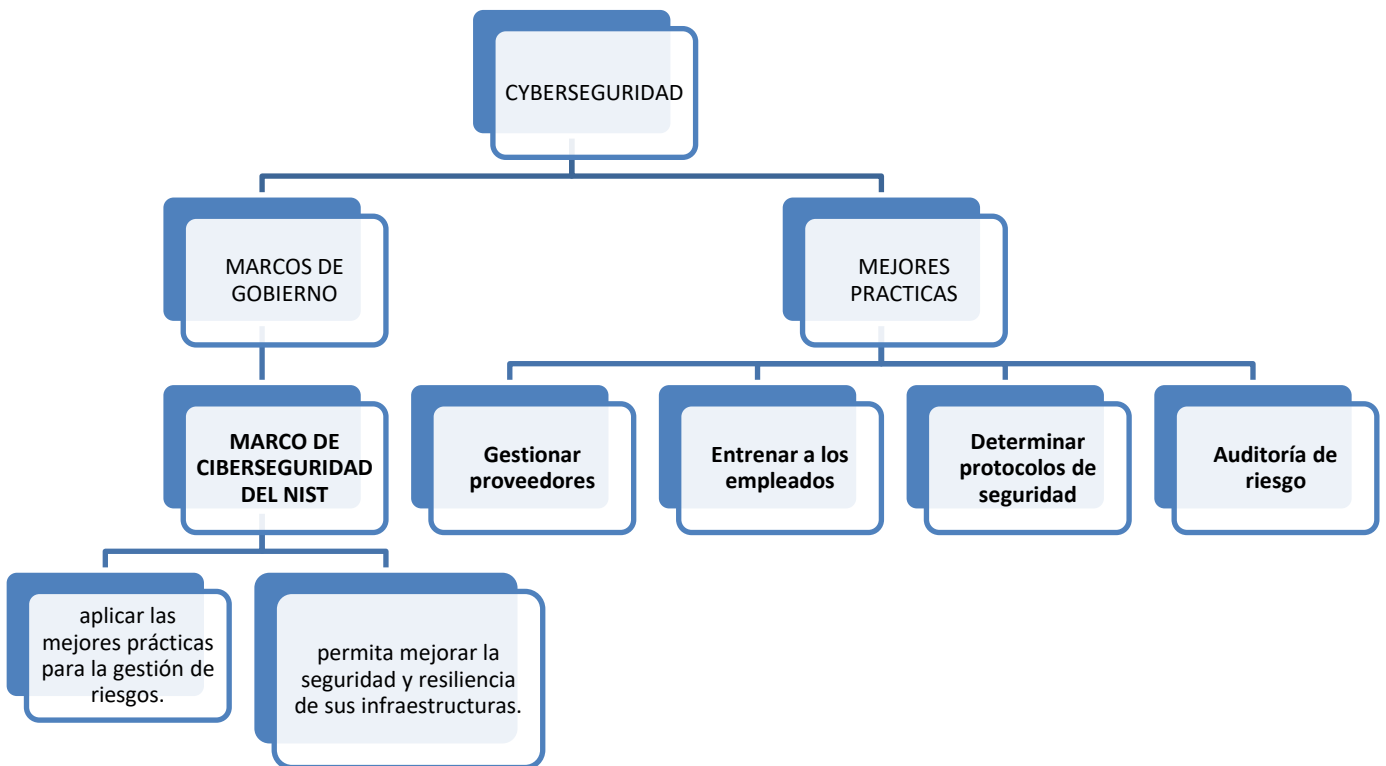 CYBERSEGURIDAD
MARCOS DE
GOBIERNO
MEJORES
PRACTICAS
MARCO DE
CIBERSEGURIDAD
DEL NIST
Gestionar
proveedores
Entrenar a los
empleados
Determinar
protocolos de
seguridad
Auditoría de
riesgo
aplicar las
mejores prácticas
para la gestión de
riesgos.
permita mejorar la
seguridad y resiliencia
de sus infraestructuras.